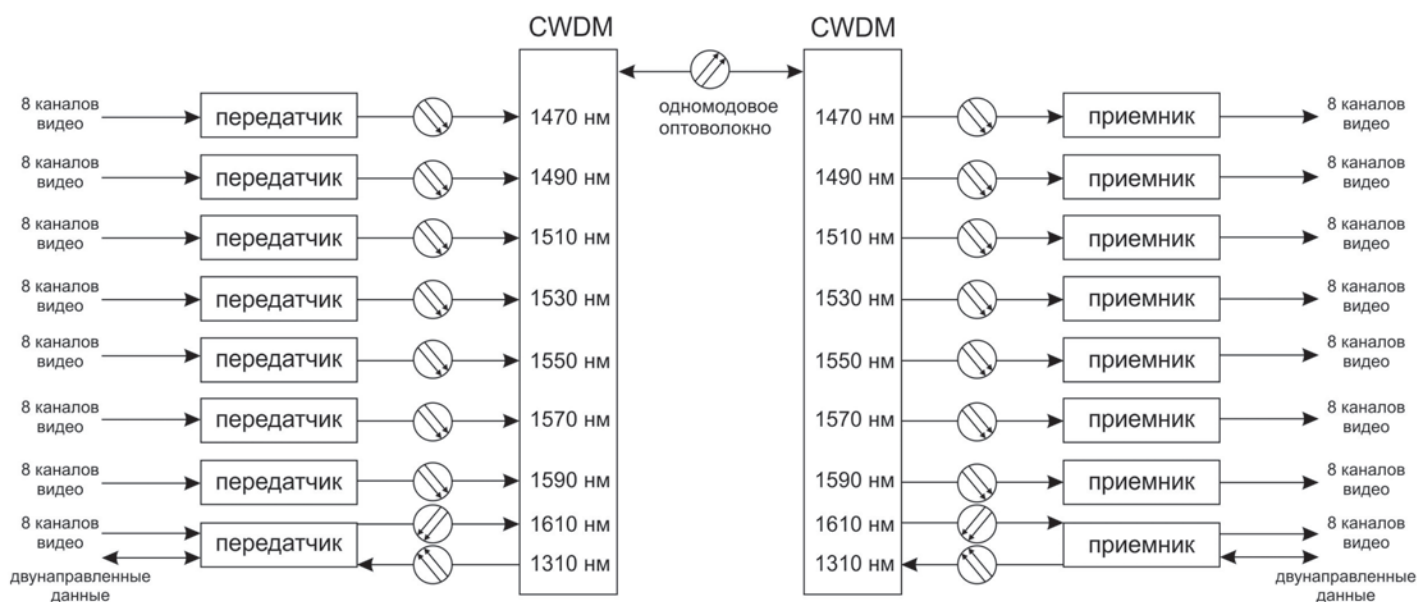 CWDM
CWDM
одномодовое
оптоволокно
8 каналов
видео
передатчик
1470 нм
1470 нм
приемник
8 каналов
видео
8 каналов
видео
передатчик
1490 нм
1490 нм
приемник
8 каналов
видео
8 каналов
видео
передатчик
1510 нм
1510 нм
приемник
8 каналов
видео
8 каналов
видео
передатчик
1530 нм
1530 нм
приемник
8 каналов
видео
8 каналов
видео
передатчик
1550 нм
1550 нм
приемник
8 каналов
видео
8 каналов
видео
передатчик
1570 нм
1570 нм
приемник
8 каналов
видео
8 каналов
видео
передатчик
1590 нм
1590 нм
приемник
8 каналов
видео
8 каналов
видео
передатчик
1610 нм
1310 нм
1610 нм
1310 нм
приемник
8 каналов
видео
двунаправленные
данные
двунаправленные
данные